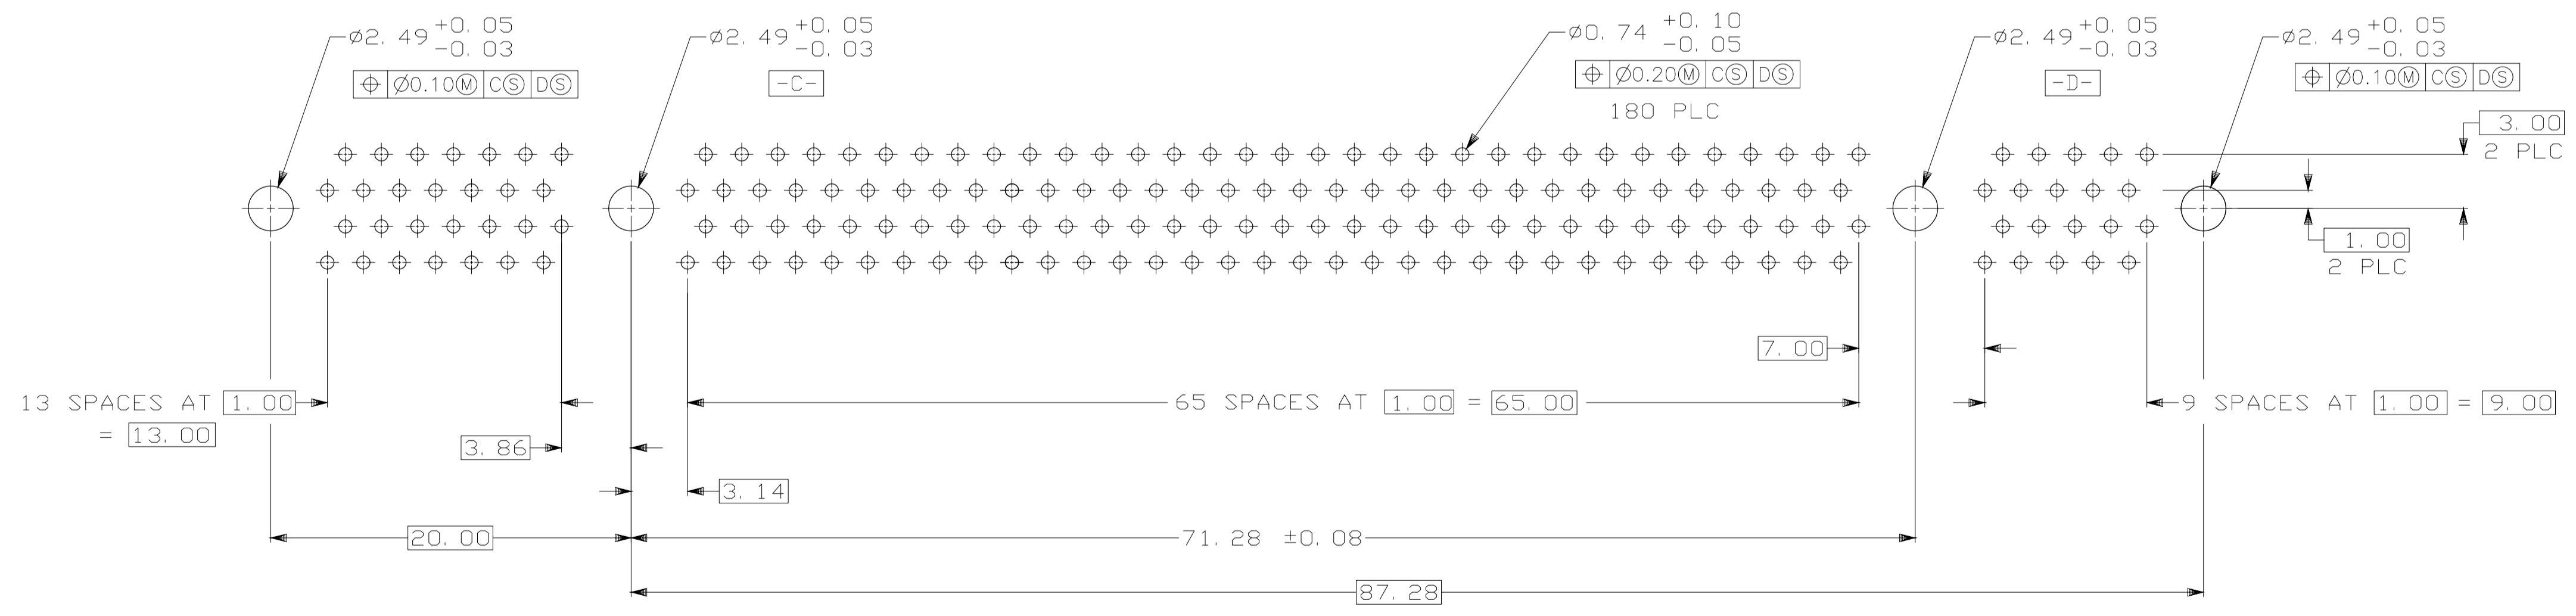 ø2.49 +0.05 -0.03
⌖ Ø0.10Ⓜ CⓈ DⓈ
ø2.49 +0.05 -0.03
-C-
ø0.74 +0.10 -0.05
⌖ Ø0.20Ⓜ CⓈ DⓈ
180 PLC
ø2.49 +0.05 -0.03
-D-
ø2.49 +0.05 -0.03
⌖ Ø0.10Ⓜ CⓈ DⓈ
3.00
2 PLC
1.00
2 PLC
7.00
13 SPACES AT 1.00
= 13.00
65 SPACES AT 1.00 = 65.00
9 SPACES AT 1.00 = 9.00
3.86
3.14
20.00
71.28 ±0.08
87.28